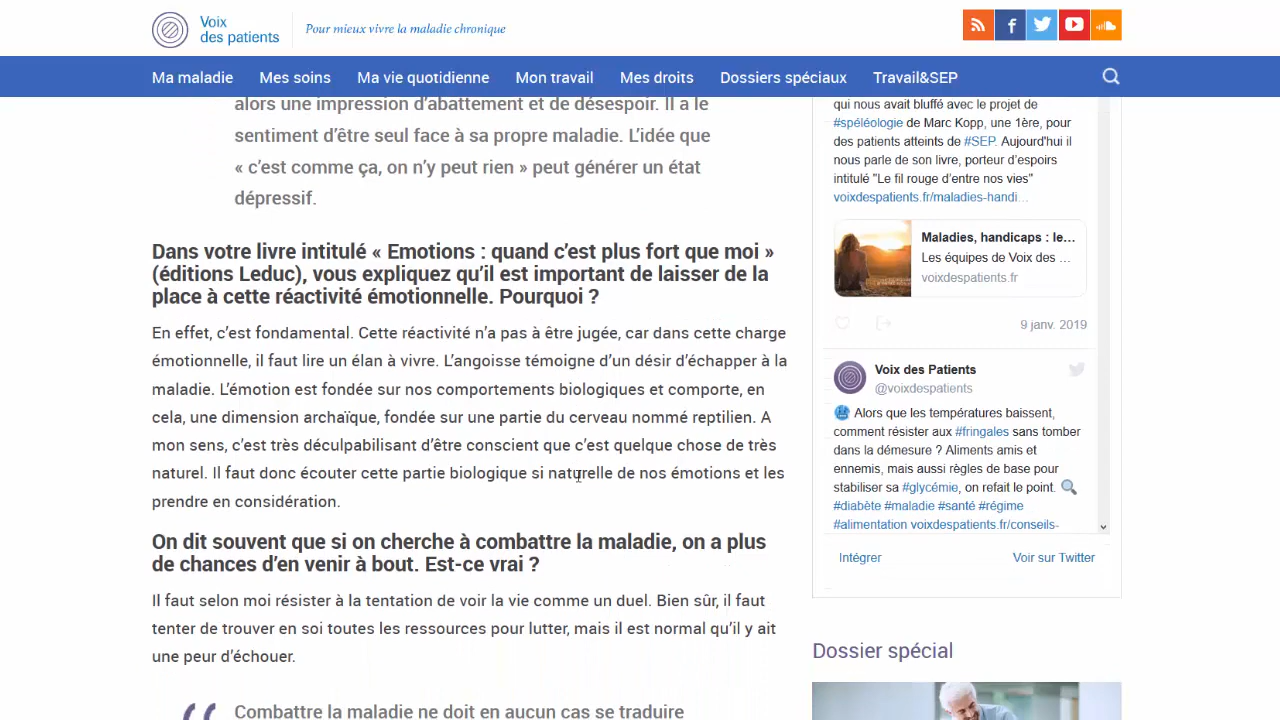 Voix
des patients
Pour mieux vivre la maladie chronique
Ma maladie Mes soins Ma vie quotidienne Mon travail Mes droits Dossiers spéciaux Travail&SEP
alors une impression d'abattement et de désespoir. Il a le
sentiment d'être seul face à sa propre maladie. L'idée que
« c'est comme ça, on n'y peut rien » peut générer un état
dépressif.
Dans votre livre intitulé « Emotions : quand c'est plus fort que moi »
(éditions Leduc), vous expliquez qu'il est important de laisser de la
place à cette réactivité émotionnelle. Pourquoi ?
En effet, c'est fondamental. Cette réactivité n'a pas à être jugée, car dans cette charge
émotionnelle, il faut lire un élan à vivre. L'angoisse témoigne d'un désir d'échapper à la
maladie. L'émotion est fondée sur nos comportements biologiques et comporte, en
cela, une dimension archaïque, fondée sur une partie du cerveau nommé reptilien. A
mon sens, c'est très déculpabilisant d'être conscient que c'est quelque chose de très
naturel. Il faut donc écouter cette partie biologique si naturelle de nos émotions et les
prendre en considération.
On dit souvent que si on cherche à combattre la maladie, on a plus
de chances d'en venir à bout. Est-ce vrai ?
Il faut selon moi résister à la tentation de voir la vie comme un duel. Bien sûr, il faut
tenter de trouver en soi toutes les ressources pour lutter, mais il est normal qu'il y ait
une peur d'échouer.
Combattre la maladie ne doit en aucun cas se traduire
qui nous avait bluffé avec le projet de
#spéléologie de Marc Kopp, une 1ère, pour
des patients atteints de #SEP. Aujourd'hui il
nous parle de son livre, porteur d'espoirs
intitulé "Le fil rouge d'entre nos vies"
voixdespatients.fr/maladies-handi…
Maladies, handicaps : le...
Les équipes de Voix des ...
voixdespatients.fr
9 janv. 2019
Voix des Patients
@voixdespatients
🥶 Alors que les températures baissent,
comment résister aux #fringales sans tomber
dans la démesure ? Aliments amis et
ennemis, mais aussi règles de base pour
stabiliser sa #glycémie, on refait le point. 🔍
#diabète #maladie #santé #régime
#alimentation voixdespatients.fr/conseils-
Intégrer Voir sur Twitter
Dossier spécial